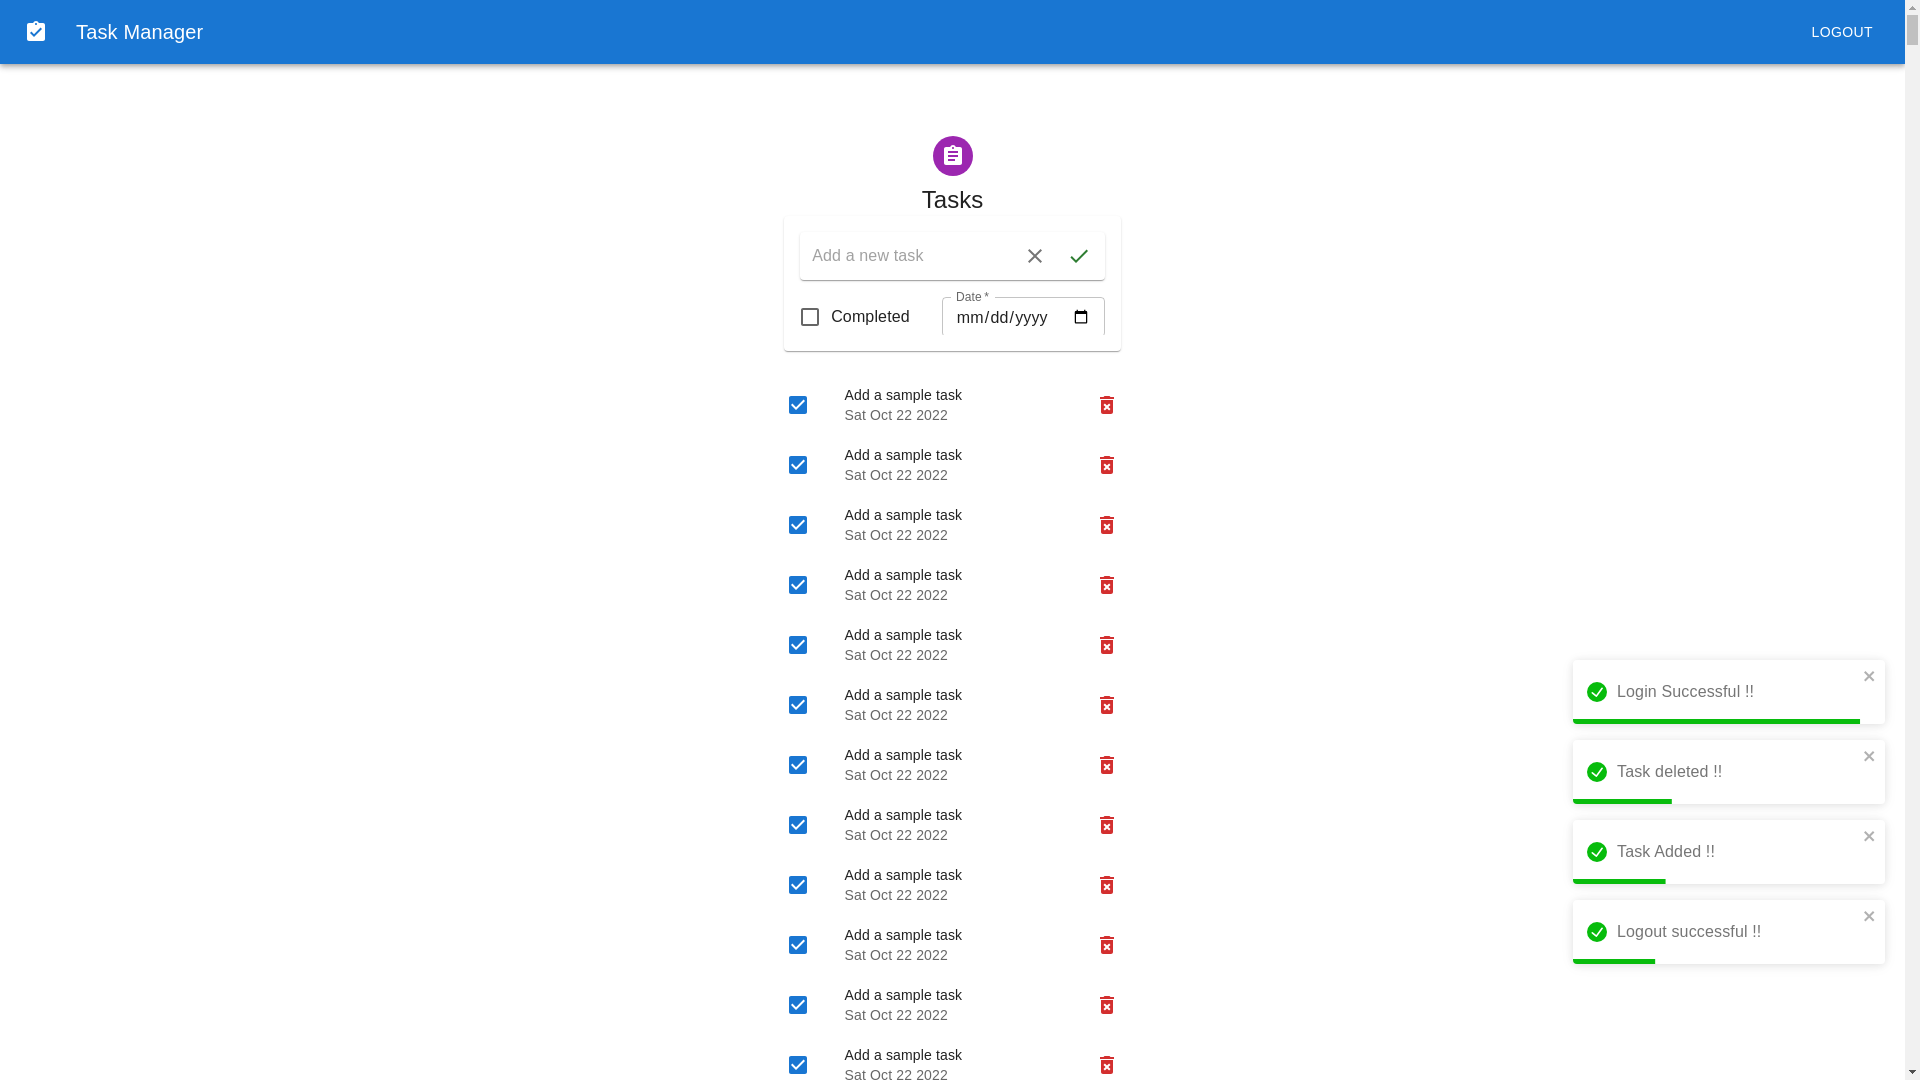 Task Manager
LOGOUT
Tasks
Add a new task
Completed
Date *
mm/dd/yyyy
Add a sample task
Sat Oct 22 2022
Add a sample task
Sat Oct 22 2022
Add a sample task
Sat Oct 22 2022
Add a sample task
Sat Oct 22 2022
Add a sample task
Sat Oct 22 2022
Add a sample task
Sat Oct 22 2022
Add a sample task
Sat Oct 22 2022
Add a sample task
Sat Oct 22 2022
Add a sample task
Sat Oct 22 2022
Add a sample task
Sat Oct 22 2022
Add a sample task
Sat Oct 22 2022
Add a sample task
Sat Oct 22 2022
Login Successful !!
Task deleted !!
Task Added !!
Logout successful !!